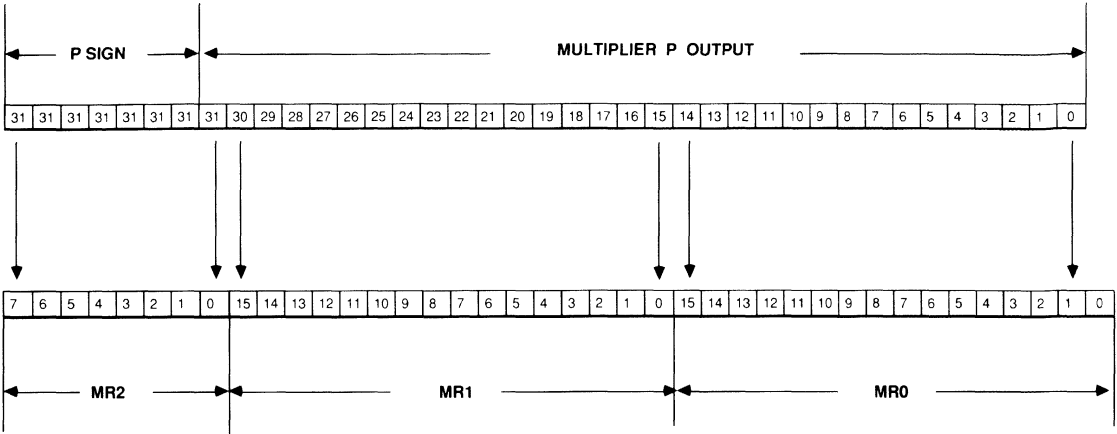 P SIGN MULTIPLIER P OUTPUT
31 31 31 31 31 31 31 31 30 29 28 27 26 25 24 23 22 21 20 19 18 17 16 15 14 13 12 11 10 9 8 7 6 5 4 3 2 1 0
7 6 5 4 3 2 1 0 15 14 13 12 11 10 9 8 7 6 5 4 3 2 1 0 15 14 13 12 11 10 9 8 7 6 5 4 3 2 1 0
MR2 MR1 MR0